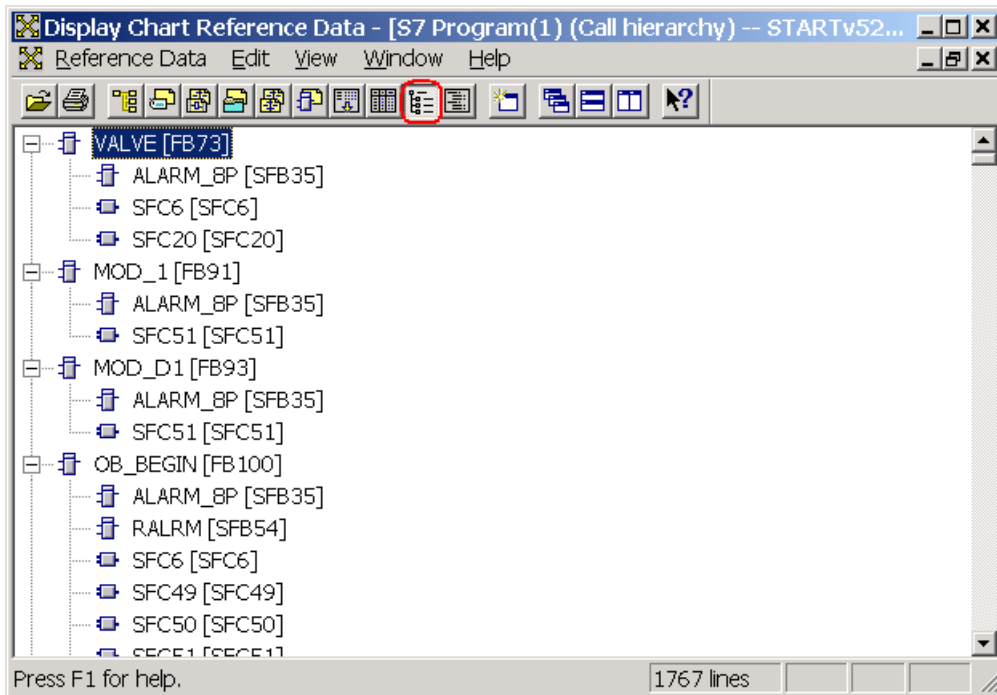 Display Chart Reference Data - [S7 Program(1) (Call hierarchy) -- STARTv52...
Reference Data Edit View Window Help
VALVE [FB73]
ALARM_8P [SFB35]
SFC6 [SFC6]
SFC20 [SFC20]
MOD_1 [FB91]
ALARM_8P [SFB35]
SFC51 [SFC51]
MOD_D1 [FB93]
ALARM_8P [SFB35]
SFC51 [SFC51]
OB_BEGIN [FB100]
ALARM_8P [SFB35]
RALRM [SFB54]
SFC6 [SFC6]
SFC49 [SFC49]
SFC50 [SFC50]
SFC51 [SFC51]
Press F1 for help. 1767 lines